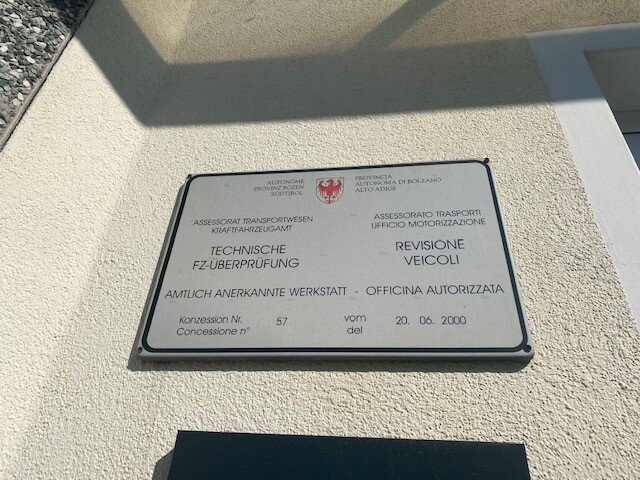 AUTONOME
PROVINZ BOZEN
SÜDTIROL
PROVINCIA
AUTONOMA DI BOLZANO
ALTO ADIGE
ASSESSORAT TRANSPORTWESEN
KRAFTFAHRZEUGAMT
ASSESSORATO TRASPORTI
UFFICIO MOTORIZZAZIONE
TECHNISCHE
FZ-ÜBERPRÜFUNG
REVISIONE
VEICOLI
AMTLICH ANERKANNTE WERKSTATT - OFFICINA AUTORIZZATA
Konzession Nr. 57 vom 20. 06. 2000
Concessione n° del